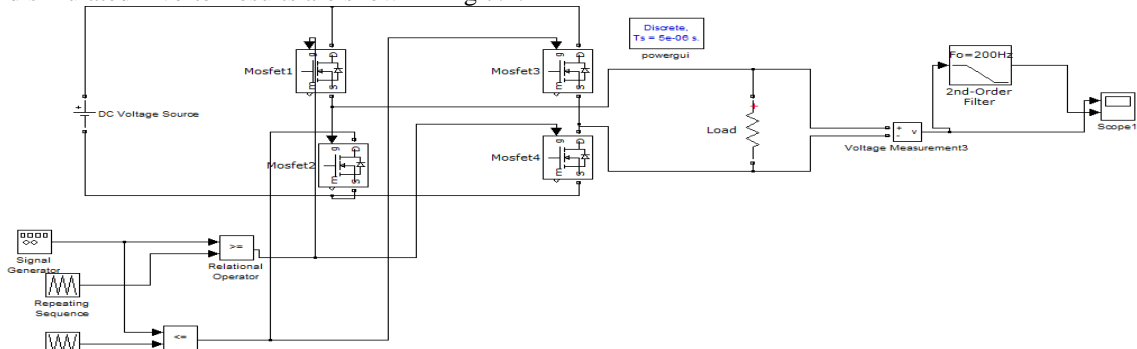 Discrete,
Ts = 5e-06 s.
powergui
Mosfet1
g
D
m
S
Mosfet3
g
D
m
S
Fo=200Hz
2nd-Order
Filter
DC Voltage Source
+
Load
+
-
v
Voltage Measurement3
Scope1
Mosfet2
g
D
m
S
Mosfet4
g
D
m
S
Signal
Generator
>=
Relational
Operator
Repeating
Sequence
<=